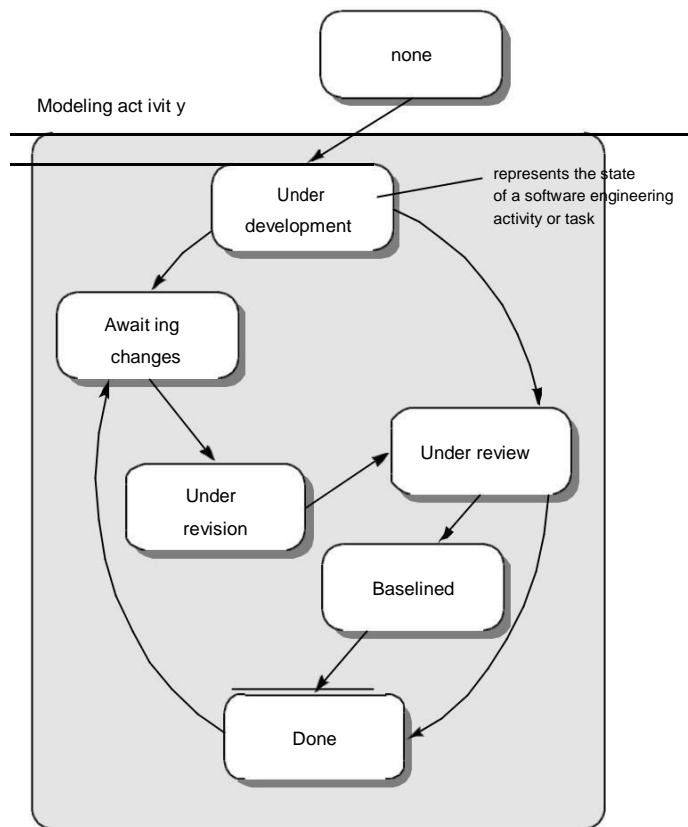 none
Modeling act ivit y
Under
development
represents the state
of a software engineering
activity or task
Await ing
changes
Under review
Under
revision
Baselined
Done